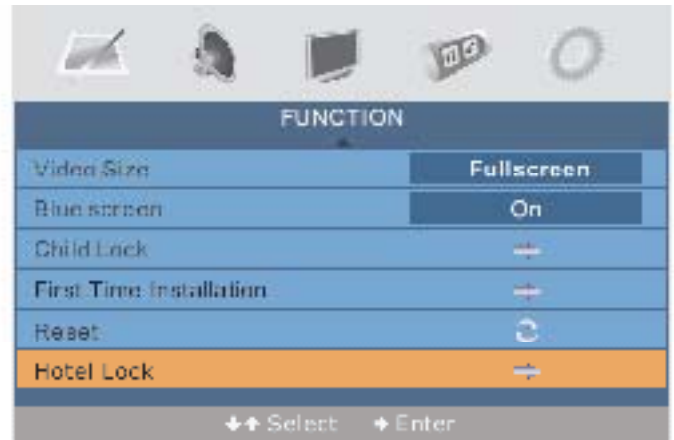 FUNCTION
Video Size Fullscreen
Blue screen On
Child Lock
First Time Installation
Reset
Hotel Lock
Select Enter